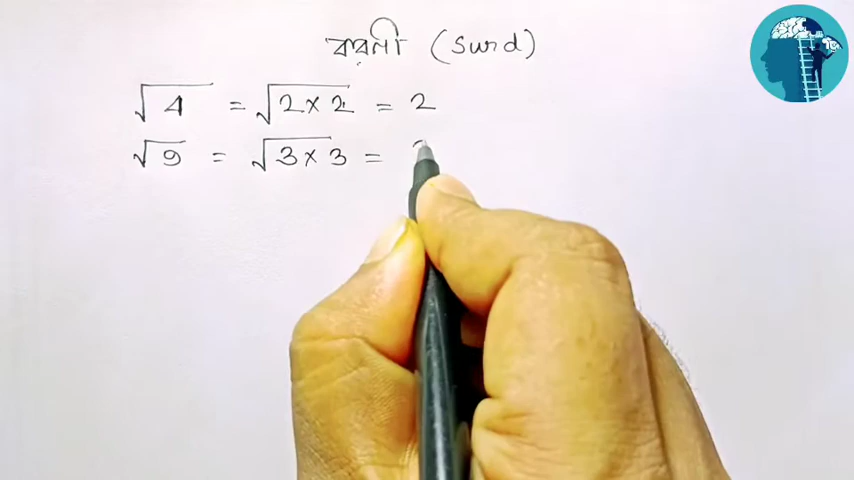 করণী (Surd)
√4 = √2×2 = 2
√9 = √3×3 =